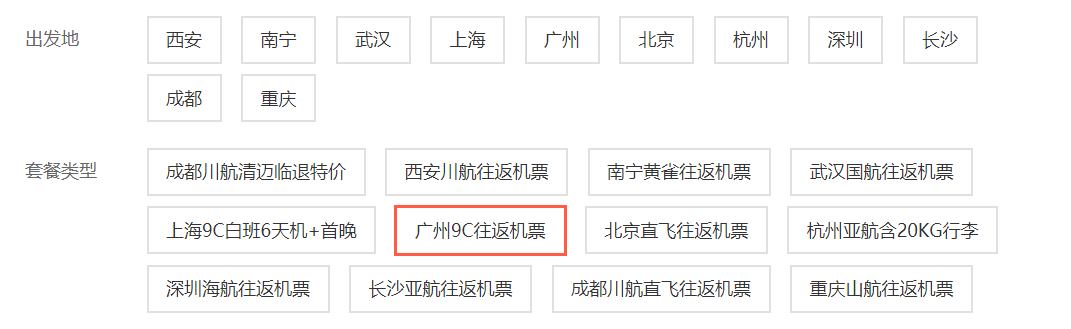 出发地 西安 南宁 武汉 上海 广州 北京 杭州 深圳 长沙
成都 重庆
套餐类型 成都川航清迈临退特价 西安川航往返机票 南宁黄雀往返机票 武汉国航往返机票
上海9C白班6天机+首晚 广州9C往返机票 北京直飞往返机票 杭州亚航含20KG行李
深圳海航往返机票 长沙亚航往返机票 成都川航直飞往返机票 重庆山航往返机票